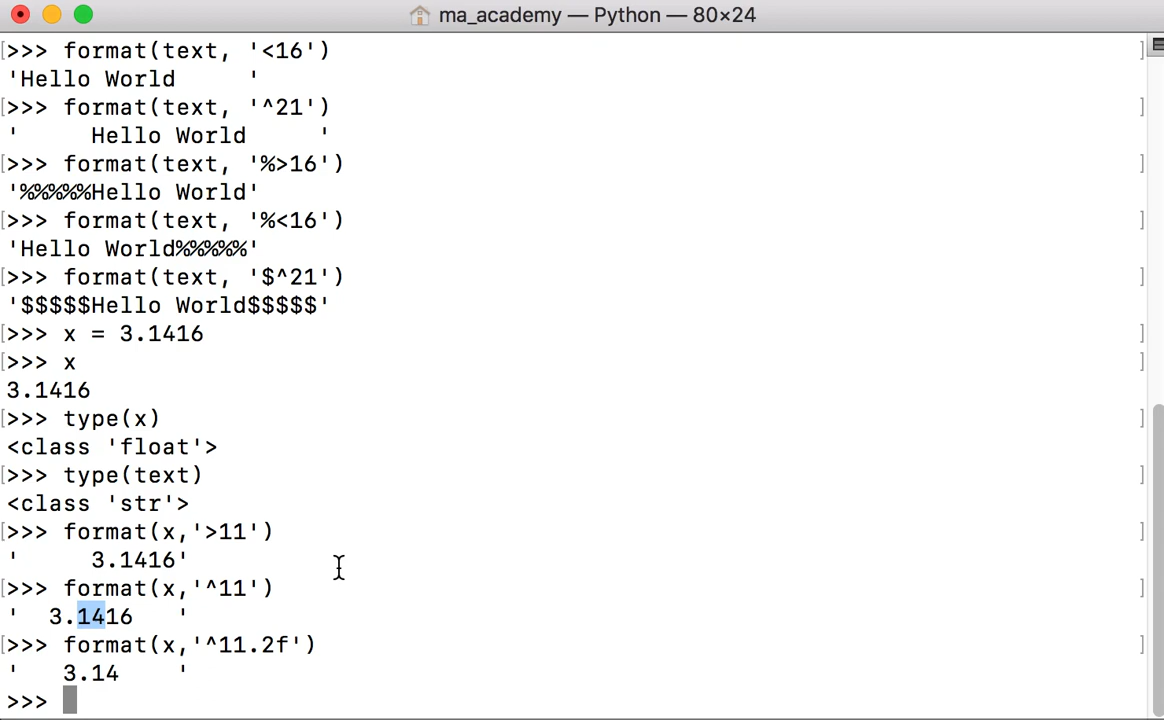 ma_academy — Python — 80×24
[>>> format(text, '<16') ]
'Hello World     '
[>>> format(text, '^21') ]
'     Hello World     '
[>>> format(text, '%>16') ]
'%%%%%Hello World'
[>>> format(text, '%<16') ]
'Hello World%%%%%'
[>>> format(text, '$^21') ]
'$$$$$Hello World$$$$$'
[>>> x = 3.1416 ]
[>>> x ]
3.1416
[>>> type(x) ]
<class 'float'>
[>>> type(text) ]
<class 'str'>
[>>> format(x,'>11') ]
'     3.1416'
[>>> format(x,'^11') ]
'  3.1416   '
[>>> format(x,'^11.2f') ]
'   3.14    '
>>>